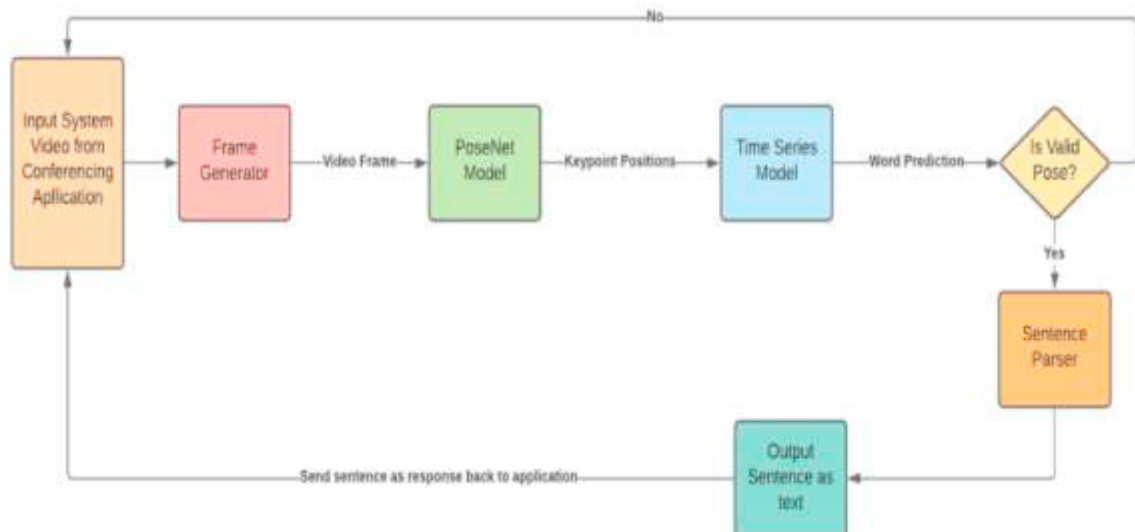 No
Input System
Video from
Conferencing
Apllication
Frame
Generator
Video Frame
PoseNet
Model
Keypoint Positions
Time Series
Model
Word Prediction
Is Valid
Pose?
Yes
Sentence
Parser
Output
Sentence as
text
Send sentence as response back to application